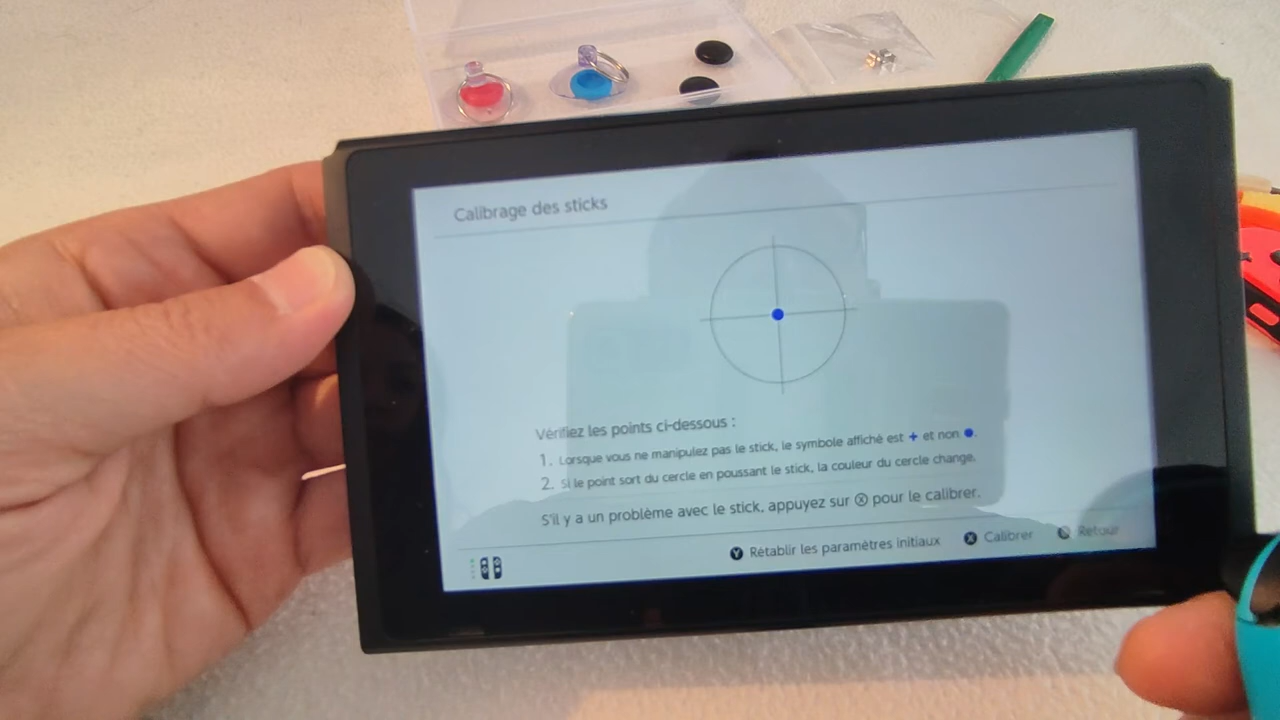 Calibrage des sticks
Vérifiez les points ci-dessous :
1. Lorsque vous ne manipulez pas le stick, le symbole affiché est + et non ●.
2. Si le point sort du cercle en poussant le stick, la couleur du cercle change.
S'il y a un problème avec le stick, appuyez sur Ⓧ pour le calibrer.
Y Rétablir les paramètres initiaux X Calibrer Retour